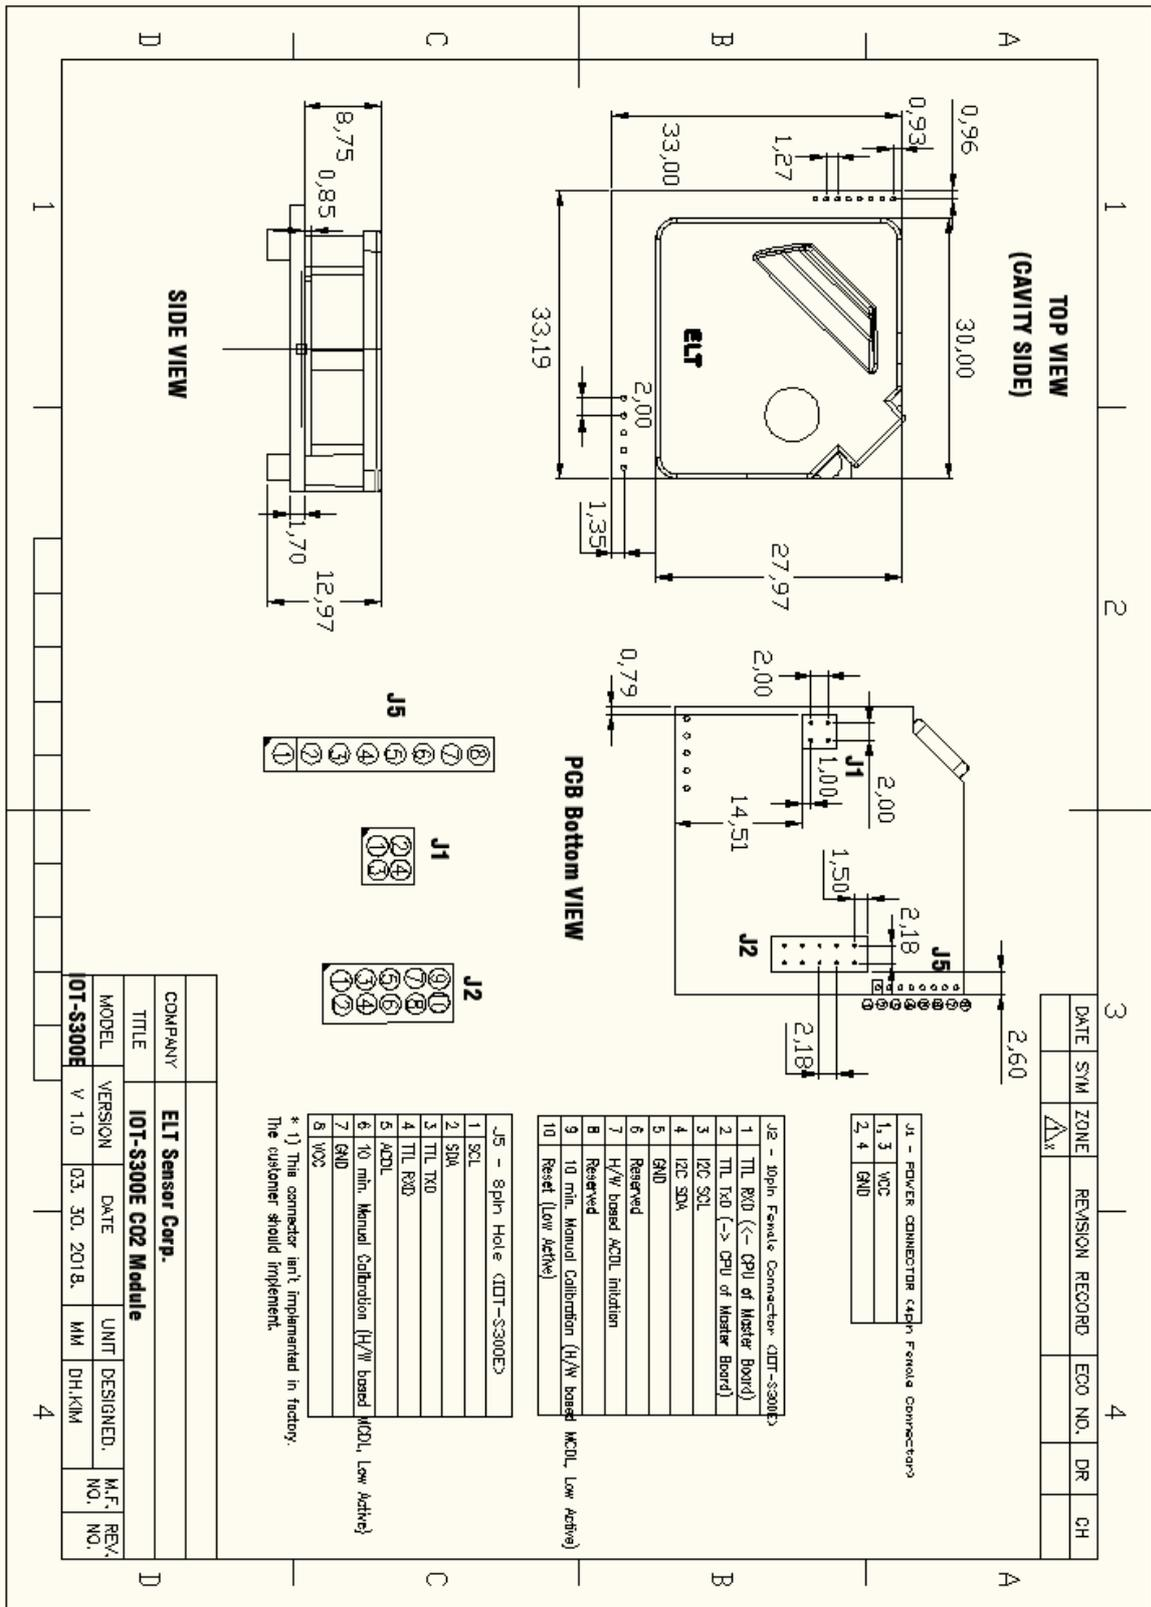 1
2
3
4
DATE SYM ZONE REVISION RECORD ECO NO. DR CH
A
TOP VIEW
(CAVITY SIDE)
0,96
0,93
30,00
1,27
33,00
ELT
2,00
33,19
1,35
27,97
B
2,00
0,79
J1
2,00
1,00
14,51
1,50
2,18
J5
2,60
J2
2,18
PCB Bottom VIEW
J1 - POWER CONNECTOR (4pin Female Connector)
1, 3 VCC
2, 4 GND
J2 - 10pin Female Connector (IOT-S300E)
1 TTL RXD (<- CPU of Master Board)
2 TTL TxD (-> CPU of Master Board)
3 I2C SCL
4 I2C SDA
5 GND
6 Reserved
7 H/W based ACDL initation
8 Reserved
9 10 min. Manual Calibration (H/W based MCDL, Low Active)
10 Reset (Low Active)
C
8,75
0,85
1,70
12,97
SIDE VIEW
J5
1 2 3 4 5 6 7 8
J1
2 4
1 3
J2
9 10
7 8
5 6
3 4
1 2
J5 - 8pin Hole (IOT-S300E)
1 SCL
2 SDA
3 TTL TXD
4 TTL RXD
5 ACDL
6 10 min. Manual Calibration (H/W based MCDL, Low Active)
7 GND
8 VCC
* 1) This connector isn't implemented in factory.
The customer should implement.
D
COMPANY ELT Sensor Corp.
TITLE IOT-S300E CO2 Module
MODEL VERSION DATE UNIT DESIGNED. M.F. NO. REV. NO.
IOT-S300E V 1.0 03. 30. 2018. MM DH.KIM
1
A
B
C
D
4